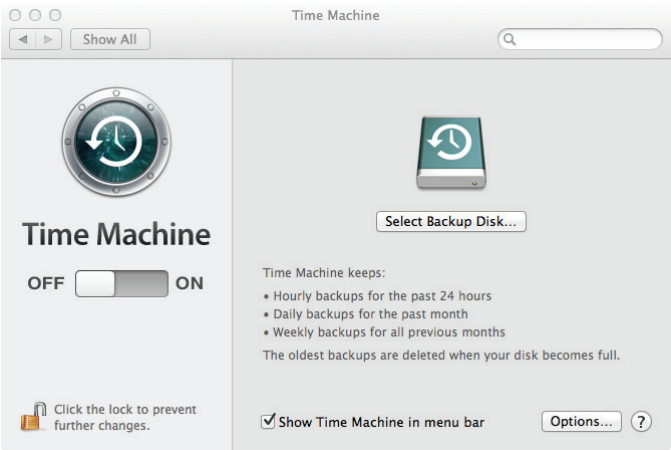 Time Machine
Show All
Time Machine
OFF ON
Select Backup Disk...
Time Machine keeps:
• Hourly backups for the past 24 hours
• Daily backups for the past month
• Weekly backups for all previous months
The oldest backups are deleted when your disk becomes full.
Click the lock to prevent
further changes.
Show Time Machine in menu bar
Options... ?